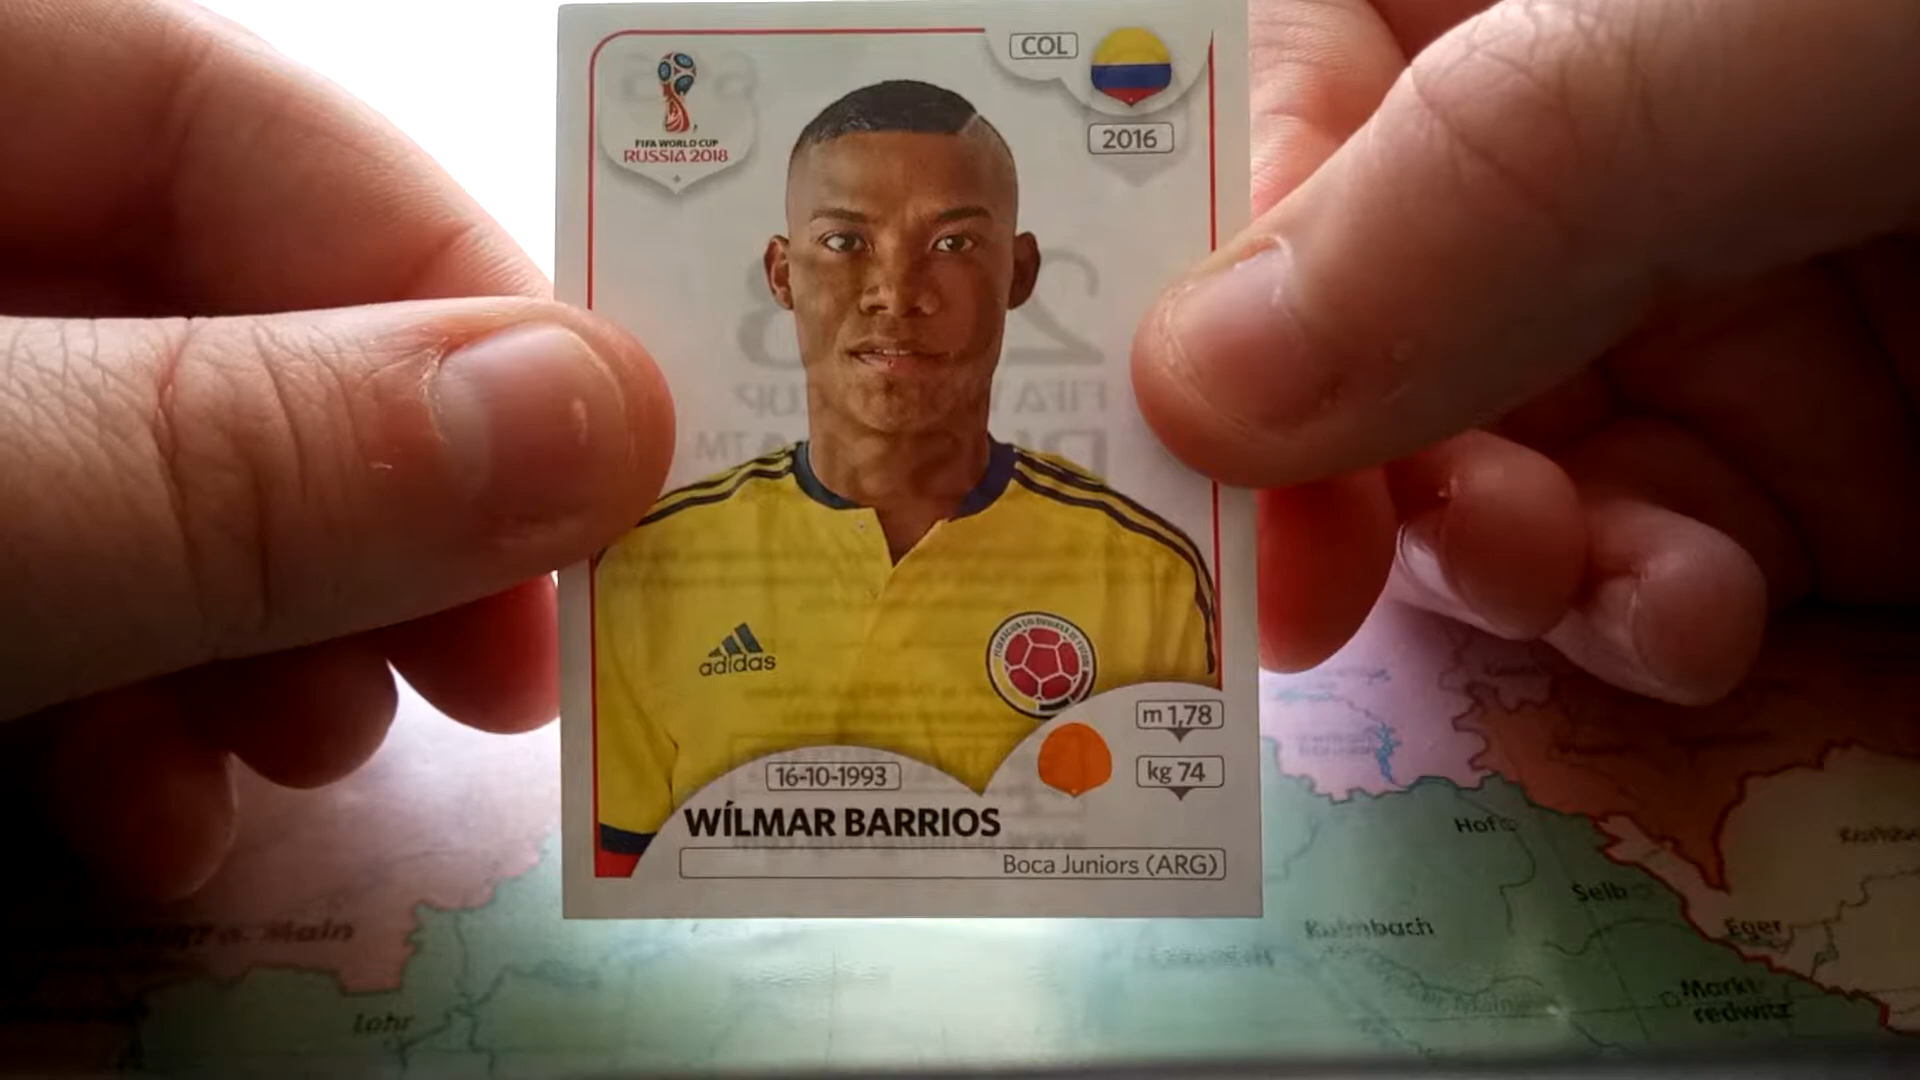 COL
FIFA WORLD CUP
RUSSIA 2018
2016
adidas
m 1,78
16-10-1993
kg 74
WÍLMAR BARRIOS
Boca Juniors (ARG)
Hof
Selb
Kulmbach
Eger
a. Main
Markt-
redwitz
Lohr